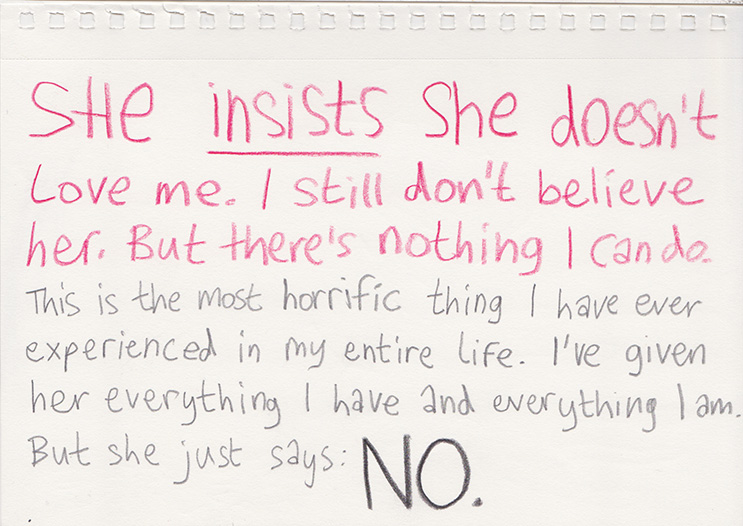 SHe insists She doesn't
Love me. I still don't believe
her. But there's nothing I can do.
This is the most horrific thing I have ever
experienced in my entire life. I've given
her everything I have and everything I am.
But she just says: NO.